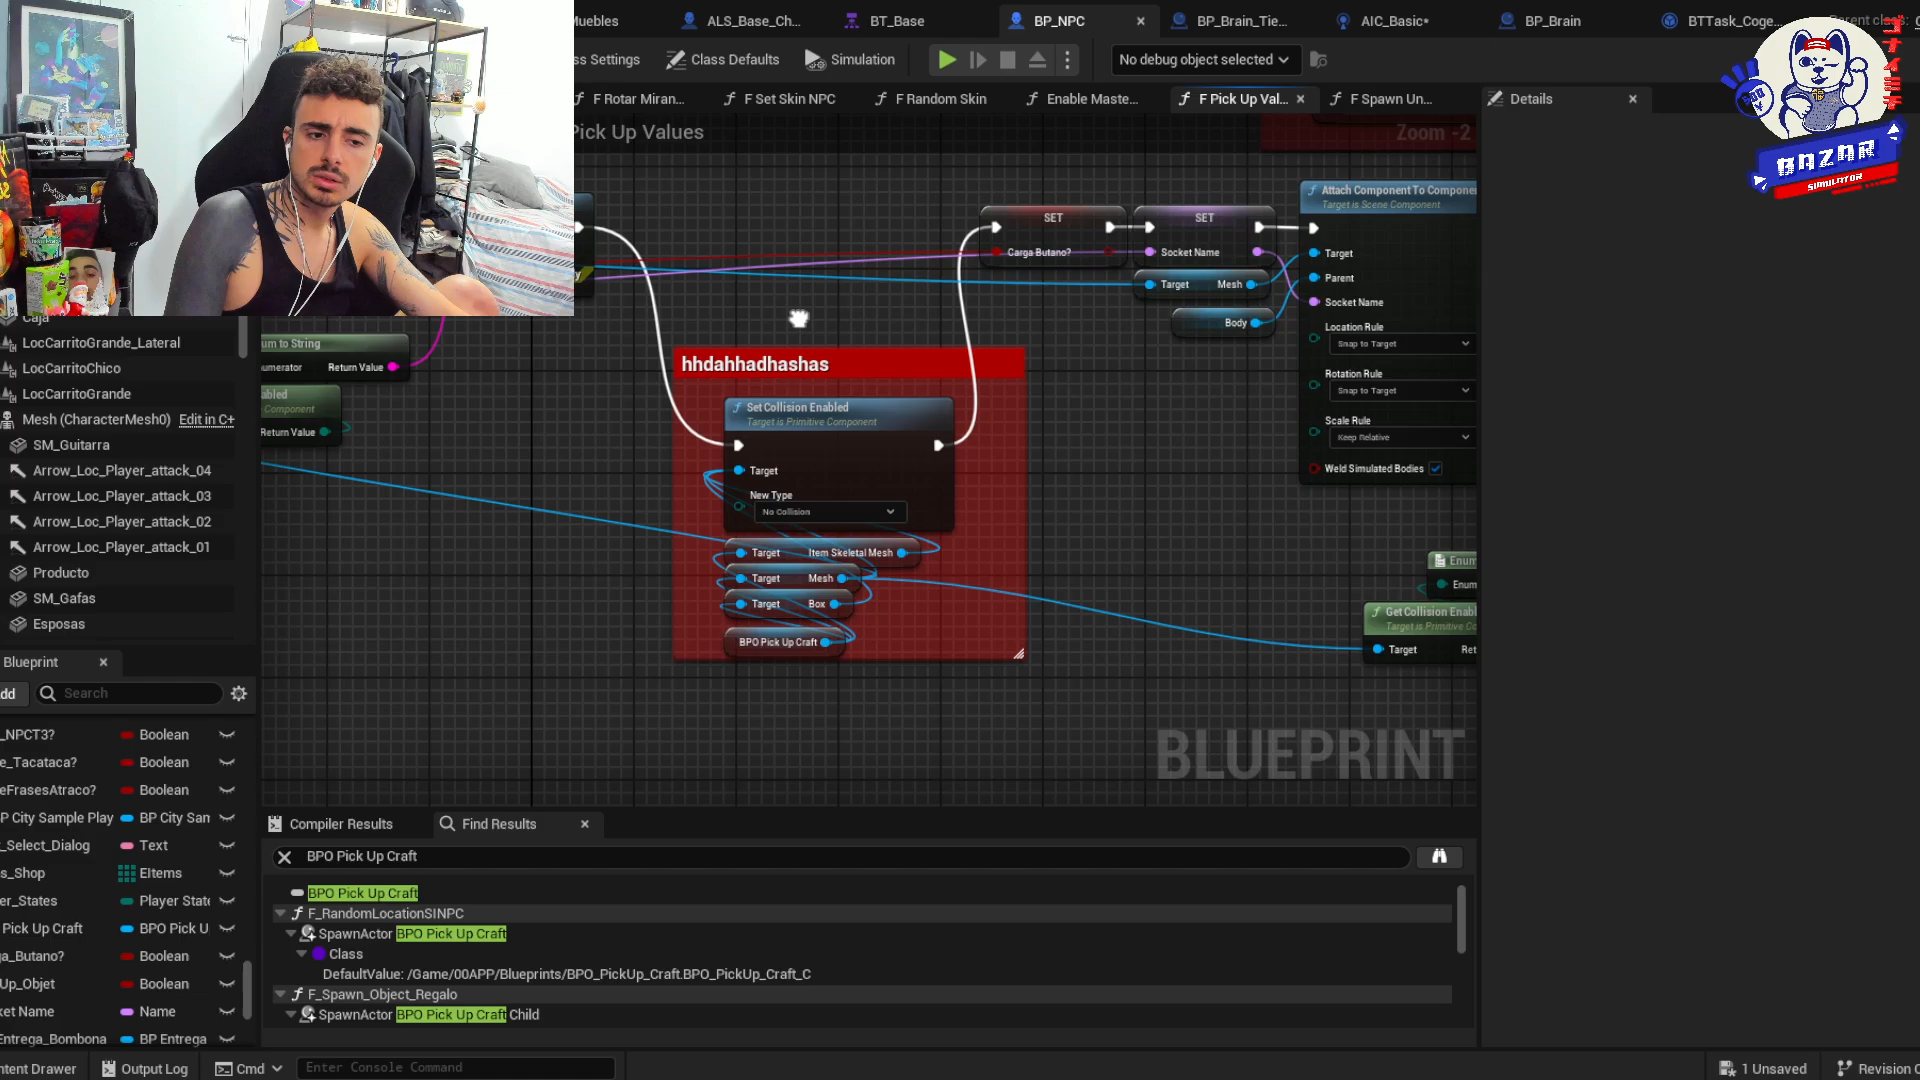 Muebles
ALS_Base_Ch...
BT_Base
BP_NPC
BP_Brain_Tie...
AIC_Basic*
BP_Brain
BTTask_Coge...
Parent class:
ss Settings
Class Defaults
Simulation
No debug object selected
F Rotar Miran...
F Set Skin NPC
F Random Skin
Enable Maste...
F Pick Up Val...
F Spawn Un...
Details
Pick Up Values
Zoom -2
BAZAR
SIMULATOR
Attach Component To Componen
Target is Scene Component
SET
SET
Carga Butano?
Socket Name
Target
Mesh
Body
Target
Parent
Socket Name
Location Rule
Snap to Target
Rotation Rule
Snap to Target
Scale Rule
Keep Relative
Weld Simulated Bodies
um to String
umerator
Return Value
abled
Component
Return Value
hhdahhadhashas
Set Collision Enabled
Target is Primitive Component
Target
New Type
No Collision
Target
Item Skeletal Mesh
Target
Mesh
Target
Box
BPO Pick Up Craft
Enum
Enum
Get Collision Enabl
Target is Primitive Co
Target
Ret
BLUEPRINT
Caja
LocCarritoGrande_Lateral
LocCarritoChico
LocCarritoGrande
Mesh (CharacterMesh0)
Edit in C+
SM_Guitarra
Arrow_Loc_Player_attack_04
Arrow_Loc_Player_attack_03
Arrow_Loc_Player_attack_02
Arrow_Loc_Player_attack_01
Producto
SM_Gafas
Esposas
Blueprint
dd
Search
_NPCT3?
Boolean
e_Tacataca?
Boolean
eFrasesAtraco?
Boolean
P City Sample Play
BP City Sam
_Select_Dialog
Text
s_Shop
EItems
er_States
Player State
Pick Up Craft
BPO Pick U
ga_Butano?
Boolean
Up_Objet
Boolean
ket Name
Name
Entrega_Bombona
BP Entrega
Compiler Results
Find Results
BPO Pick Up Craft
BPO Pick Up Craft
F_RandomLocationSINPC
SpawnActor BPO Pick Up Craft
Class
DefaultValue: /Game/00APP/Blueprints/BPO_PickUp_Craft.BPO_PickUp_Craft_C
F_Spawn_Object_Regalo
SpawnActor BPO Pick Up Craft Child
ntent Drawer
Output Log
Cmd
Enter Console Command
1 Unsaved
Revision C